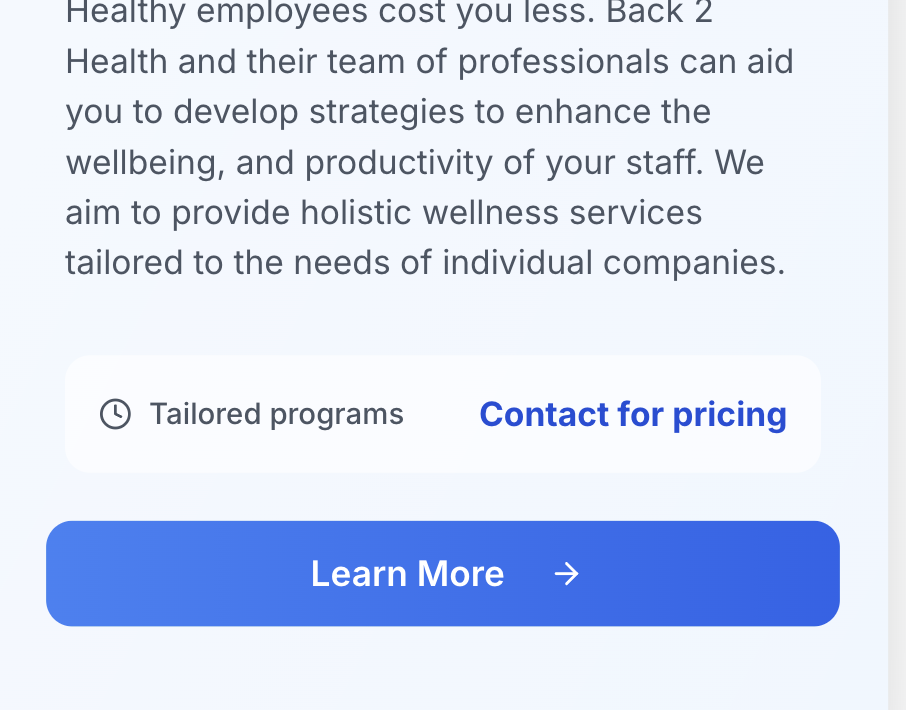 Healthy employees cost you less. Back 2
Health and their team of professionals can aid
you to develop strategies to enhance the
wellbeing, and productivity of your staff. We
aim to provide holistic wellness services
tailored to the needs of individual companies.
Tailored programs
Contact for pricing
Learn More